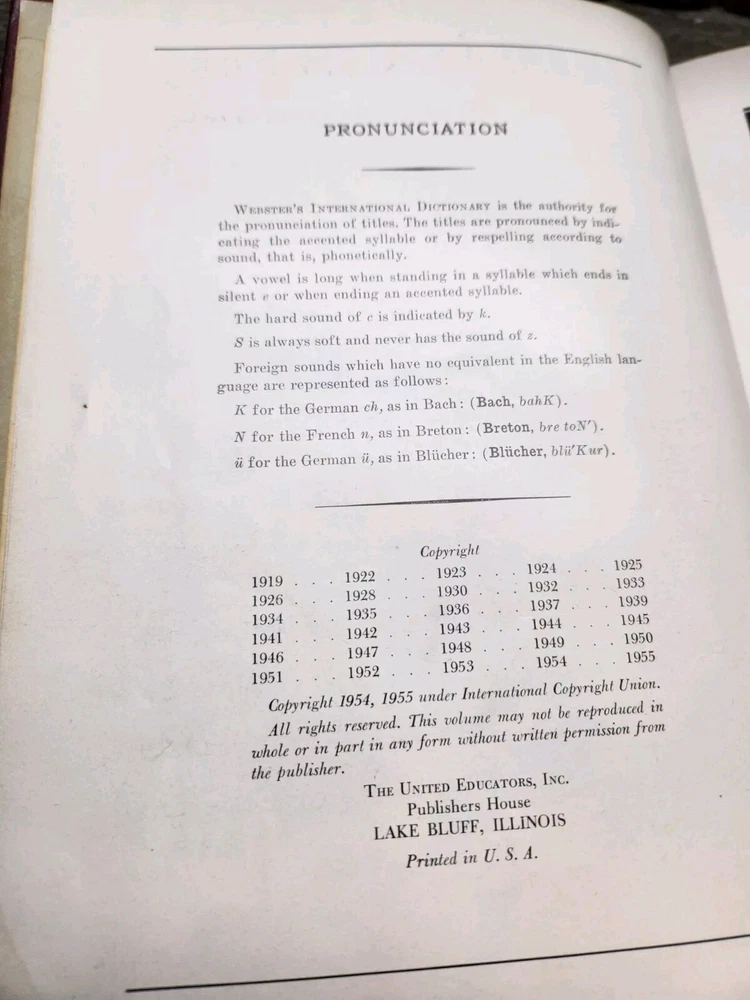 PRONUNCIATION
WEBSTER'S INTERNATIONAL DICTIONARY is the authority for
the pronunciation of titles. The titles are pronounced by indi-
cating the accented syllable or by respelling according to
sound, that is, phonetically.
A vowel is long when standing in a syllable which ends in
silent e or when ending an accented syllable.
The hard sound of c is indicated by k.
S is always soft and never has the sound of z.
Foreign sounds which have no equivalent in the English lan-
guage are represented as follows:
K for the German ch, as in Bach: (Bach, bahK).
N for the French n, as in Breton: (Breton, bre toN').
ü for the German ü, as in Blücher: (Blücher, blü'Kur).
Copyright
1919 . . . 1922 . . . 1923 . . . 1924 . . . 1925
1926 . . . 1928 . . . 1930 . . . 1932 . . . 1933
1934 . . . 1935 . . . 1936 . . . 1937 . . . 1939
1941 . . . 1942 . . . 1943 . . . 1944 . . . 1945
1946 . . . 1947 . . . 1948 . . . 1949 . . . 1950
1951 . . . 1952 . . . 1953 . . . 1954 . . . 1955
Copyright 1954, 1955 under International Copyright Union.
All rights reserved. This volume may not be reproduced in
whole or in part in any form without written permission from
the publisher.
THE UNITED EDUCATORS, INC.
Publishers House
LAKE BLUFF, ILLINOIS
Printed in U. S. A.